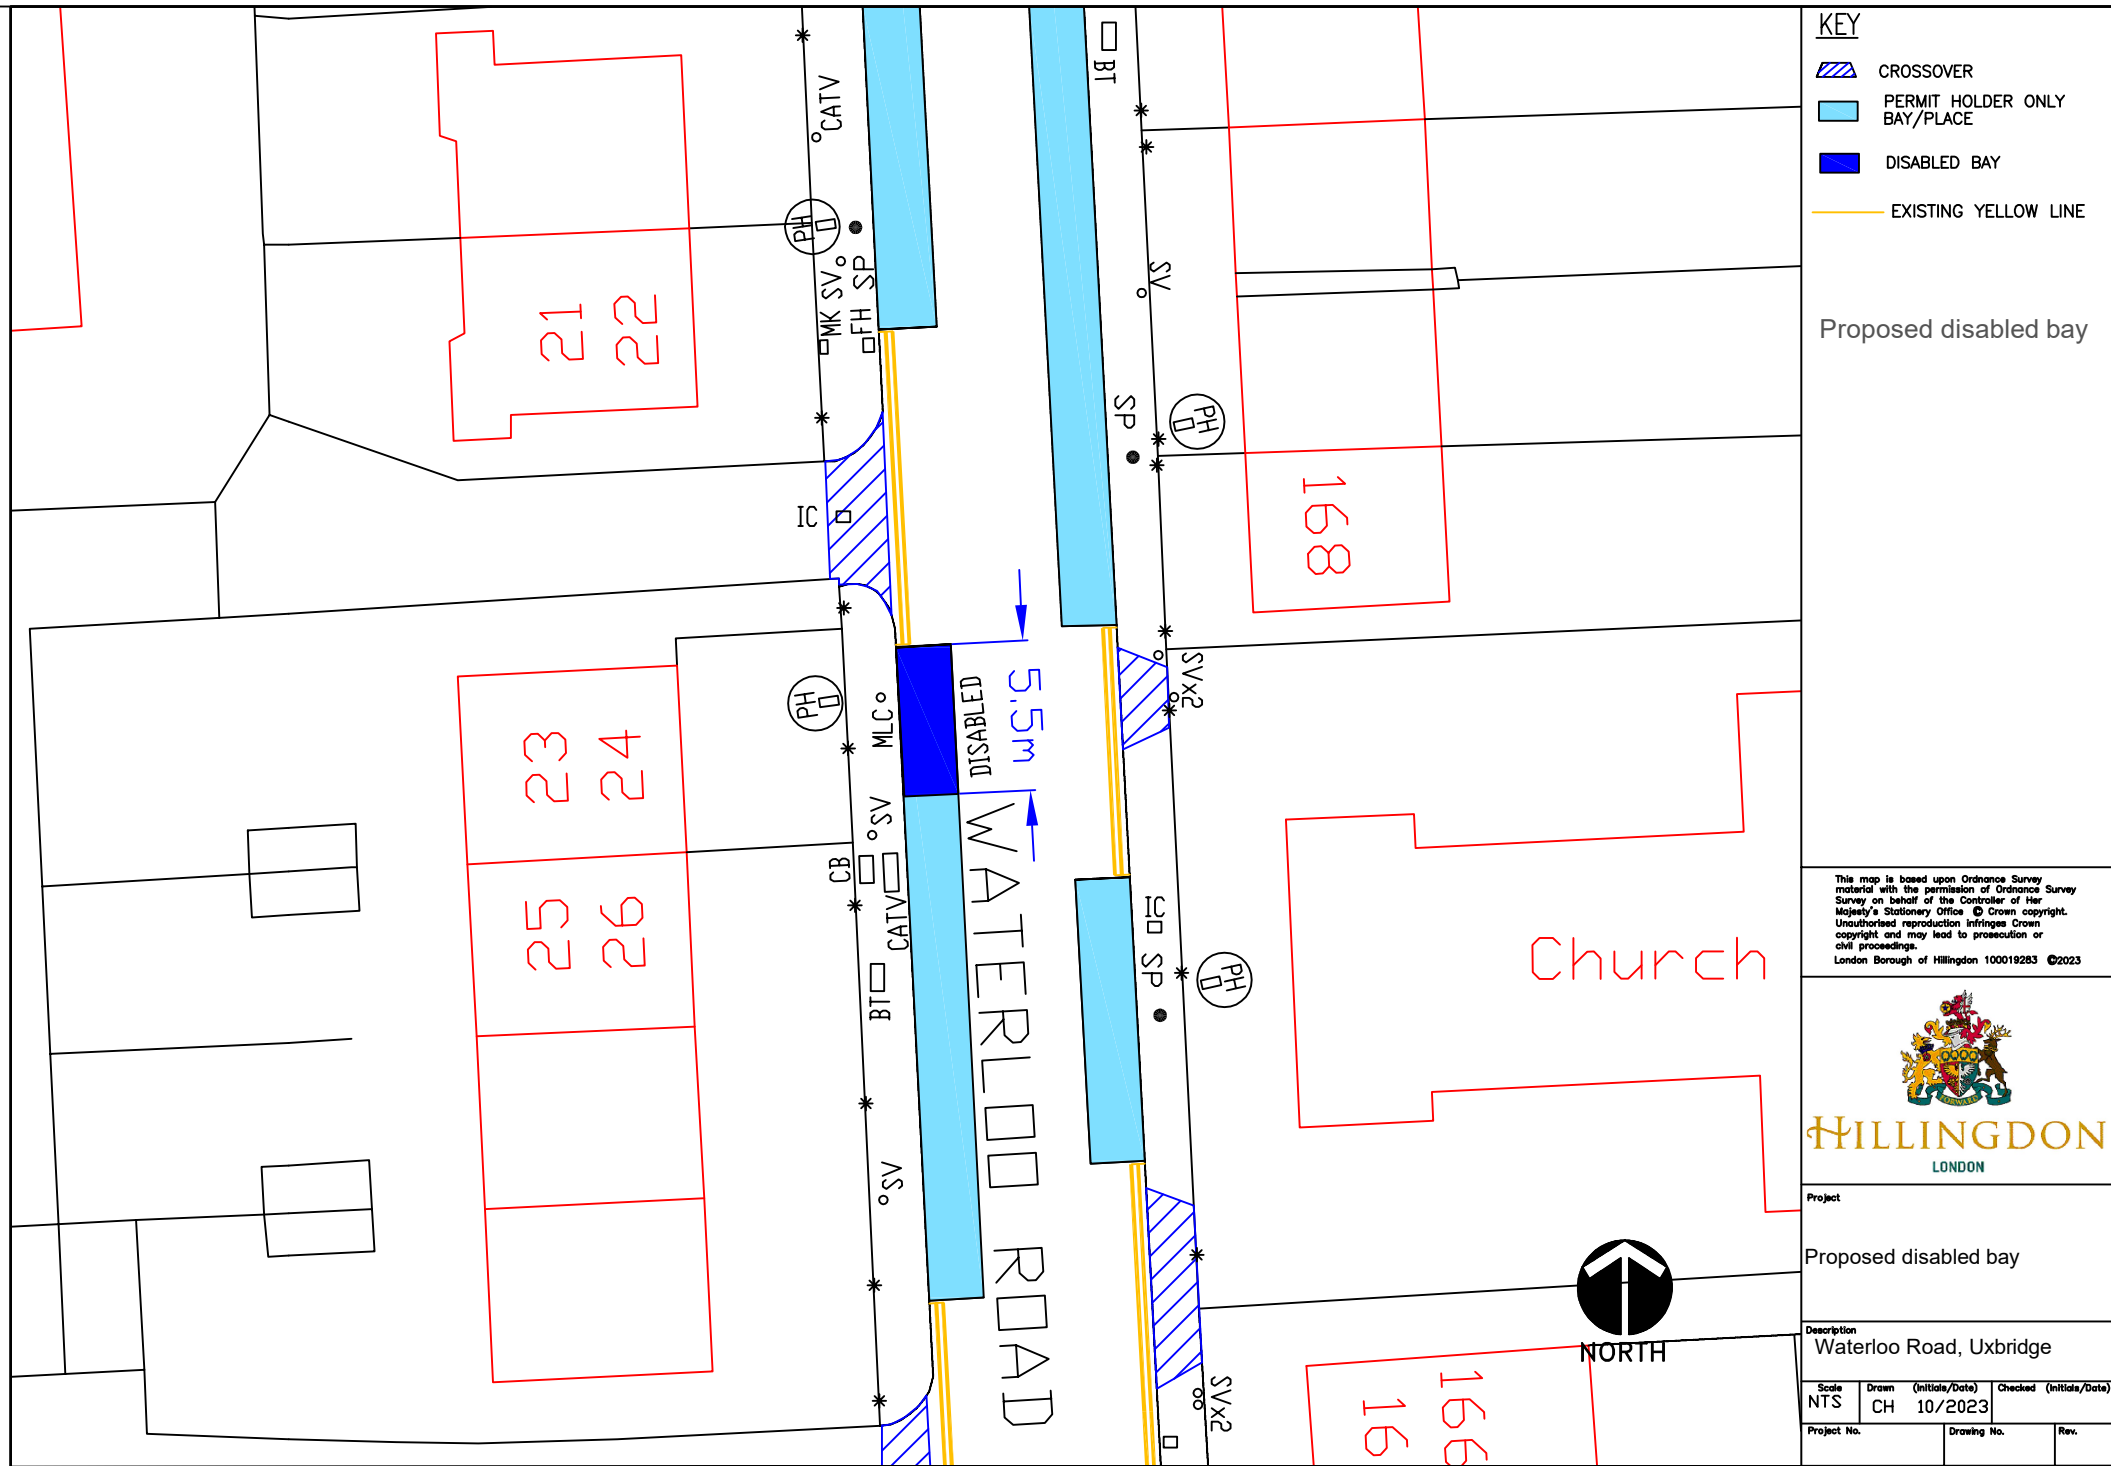 KEY
CROSSOVER
PERMIT HOLDER ONLY
BAY/PLACE
DISABLED BAY
EXISTING YELLOW LINE
Proposed disabled bay
This map is based upon Ordnance Survey
material with the permission of Ordnance Survey
Survey on behalf of the Controller of Her
Majesty's Stationery Office © Crown copyright.
Unauthorised reproduction infringes Crown
copyright and may lead to prosecution or
civil proceedings.
London Borough of Hillingdon 100019283 ©2023
FORWARD
HILLINGDON
LONDON
Project
Proposed disabled bay
Description
Waterloo Road, Uxbridge
Scale
NTS
Drawn (Initials/Date)
CH 10/2023
Checked (Initials/Date)
Project No.
Drawing No.
Rev.
CATV
BT
PH
MK SV
FH SP
21
22
SV
SP
PH
198
IC
SVx2
PH
MLC
DISABLED
5.5m
23
24
SV
CB
CATV
BT
25
26
WATERLOO ROAD
IC
SP
PH
Church
SV
NORTH
SVx2
16
166